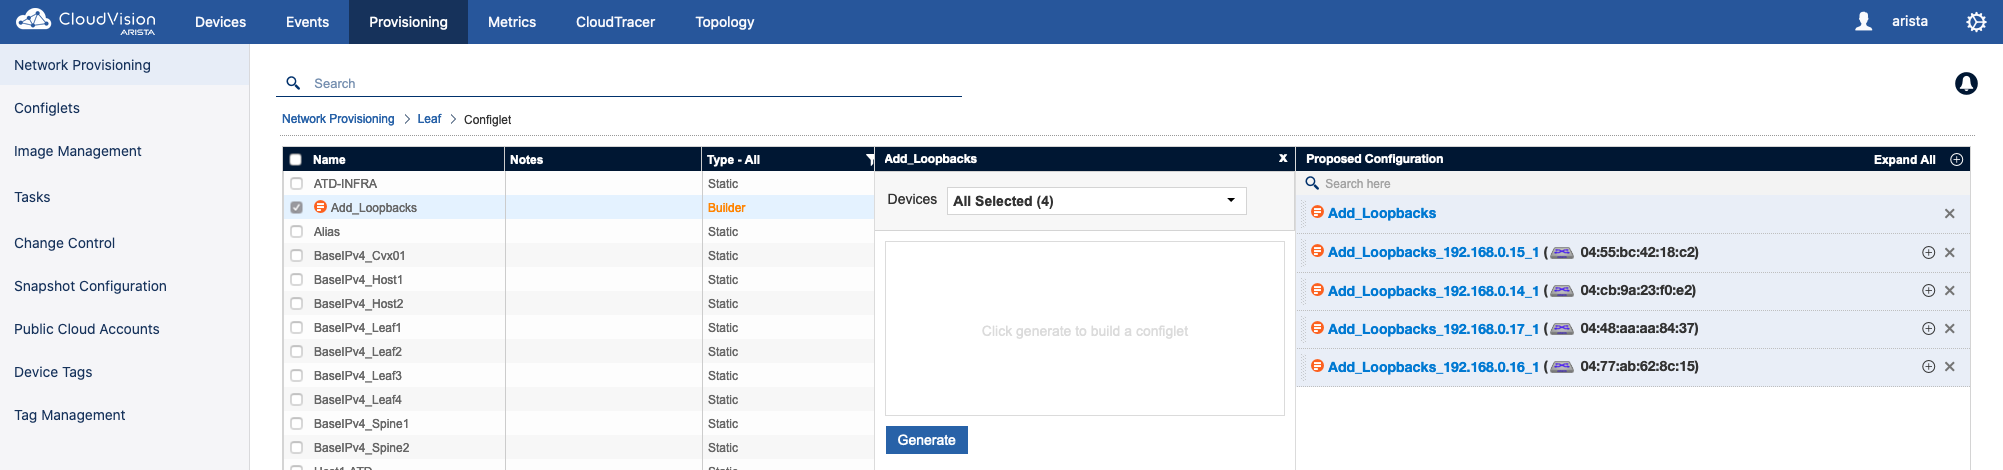 CloudVision
ARISTA
Devices
Events
Provisioning
Metrics
CloudTracer
Topology
arista
Network Provisioning
Configlets
Image Management
Tasks
Change Control
Snapshot Configuration
Public Cloud Accounts
Device Tags
Tag Management
Search
Network Provisioning > Leaf > Configlet
Name Notes Type - All
ATD-INFRA Static
Add_Loopbacks Builder
Alias Static
BaseIPv4_Cvx01 Static
BaseIPv4_Host1 Static
BaseIPv4_Host2 Static
BaseIPv4_Leaf1 Static
BaseIPv4_Leaf2 Static
BaseIPv4_Leaf3 Static
BaseIPv4_Leaf4 Static
BaseIPv4_Spine1 Static
BaseIPv4_Spine2 Static
Host1-ATD Static
Add_Loopbacks x
Devices All Selected (4)
Click generate to build a configlet
Generate
Proposed Configuration Expand All
Search here
Add_Loopbacks
Add_Loopbacks_192.168.0.15_1 ( 04:55:bc:42:18:c2)
Add_Loopbacks_192.168.0.14_1 ( 04:cb:9a:23:f0:e2)
Add_Loopbacks_192.168.0.17_1 ( 04:48:aa:aa:84:37)
Add_Loopbacks_192.168.0.16_1 ( 04:77:ab:62:8c:15)